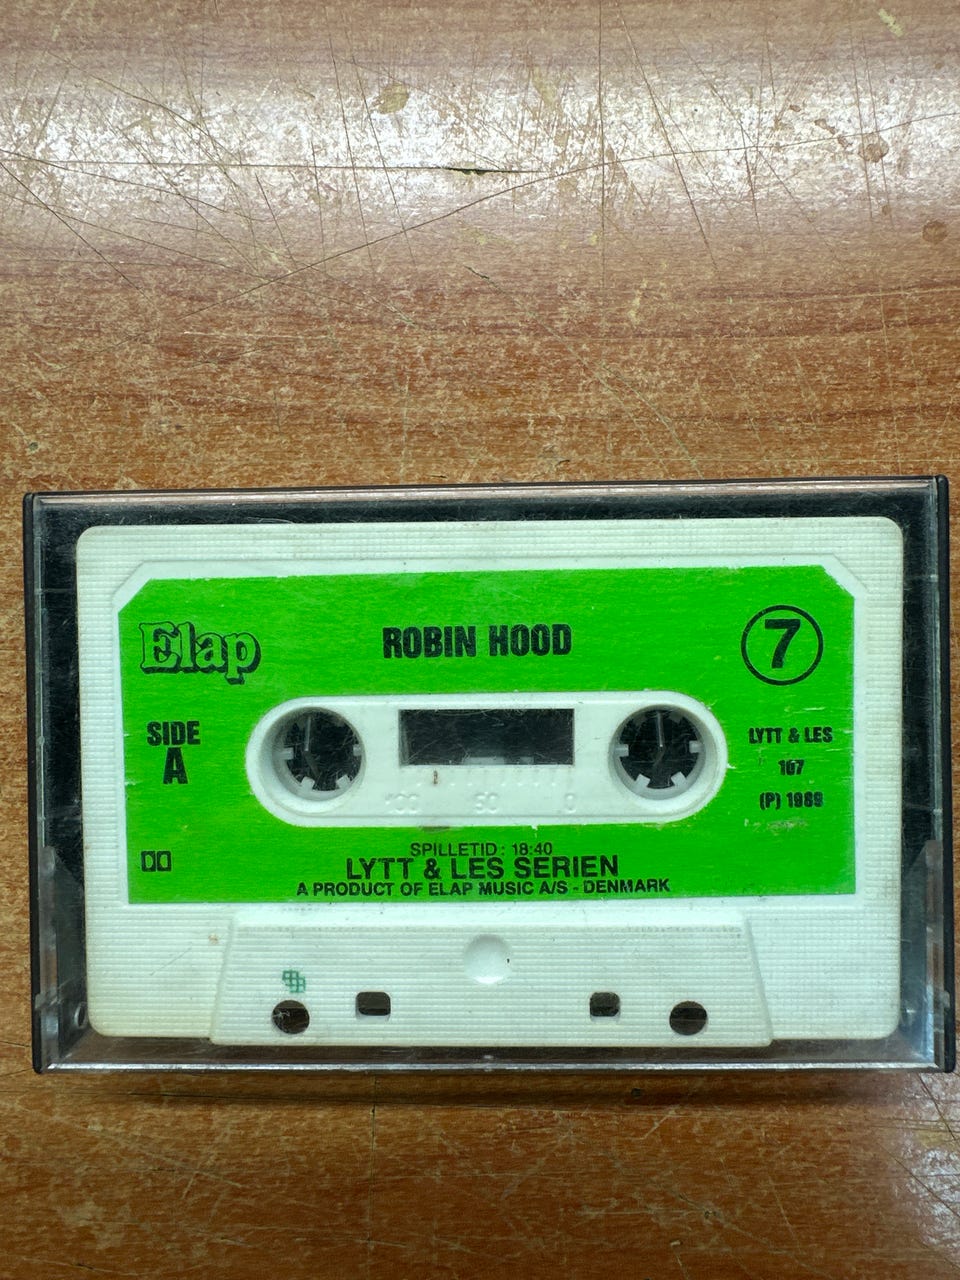 Elap
ROBIN HOOD
7
SIDE
A
LYTT & LES
107
(P) 1989
100 50 0
SPILLETID : 18:40
LYTT & LES SERIEN
A PRODUCT OF ELAP MUSIC A/S - DENMARK